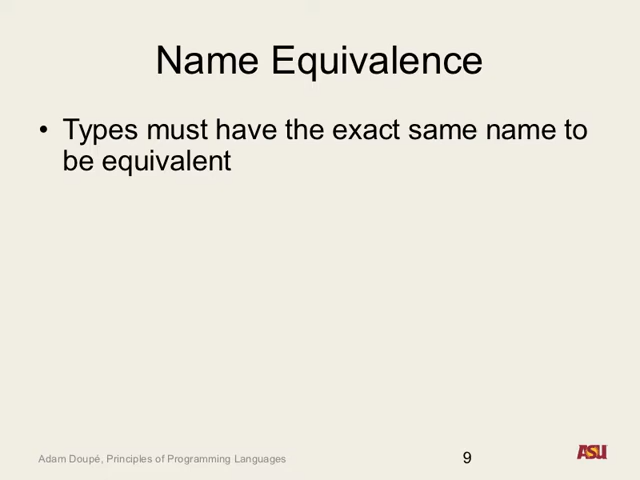 Name Equivalence
• Types must have the exact same name to
be equivalent
Adam Doupé, Principles of Programming Languages
9
ASU